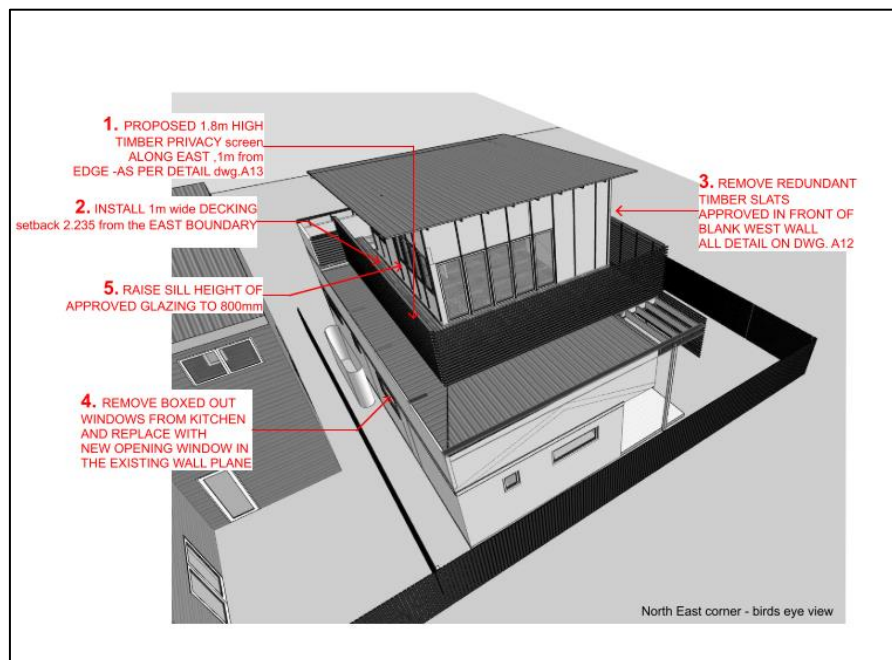 1. PROPOSED 1.8m HIGH
TIMBER PRIVACY screen
ALONG EAST ,1m from
EDGE -AS PER DETAIL dwg.A13
2. INSTALL 1m wide DECKING
setback 2.235 from the EAST BOUNDARY
5. RAISE SILL HEIGHT OF
APPROVED GLAZING TO 800mm
4. REMOVE BOXED OUT
WINDOWS FROM KITCHEN
AND REPLACE WITH
NEW OPENING WINDOW IN
THE EXISTING WALL PLANE
3. REMOVE REDUNDANT
TIMBER SLATS
APPROVED IN FRONT OF
BLANK WEST WALL
ALL DETAIL ON DWG. A12
North East corner - birds eye view